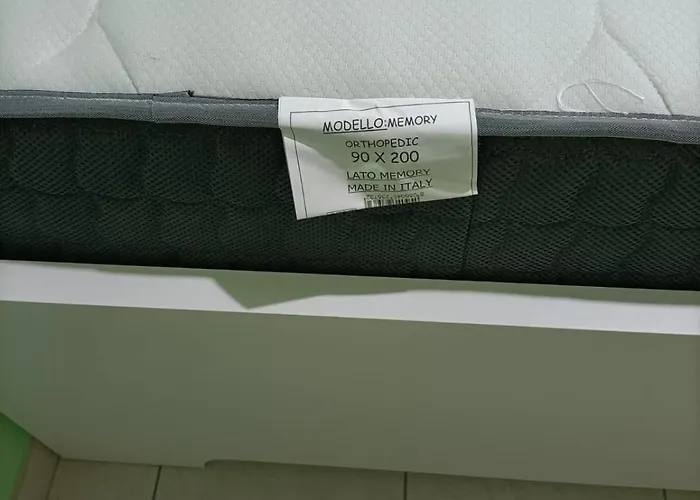 MODELLO:MEMORY
ORTHOPEDIC
90 X 200
LATO MEMORY
MADE IN ITALY